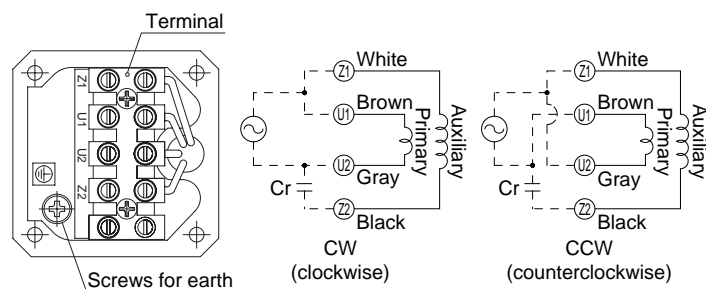 Terminal
Z1
U1
U2
Z2
Screws for earth
Z1 White
U1 Brown
Primary
Auxiliary
U2 Gray
Cr
Z2 Black
CW
(clockwise)
Z1 White
U1 Brown
Primary
Auxiliary
U2 Gray
Cr
Z2 Black
CCW
(counterclockwise)